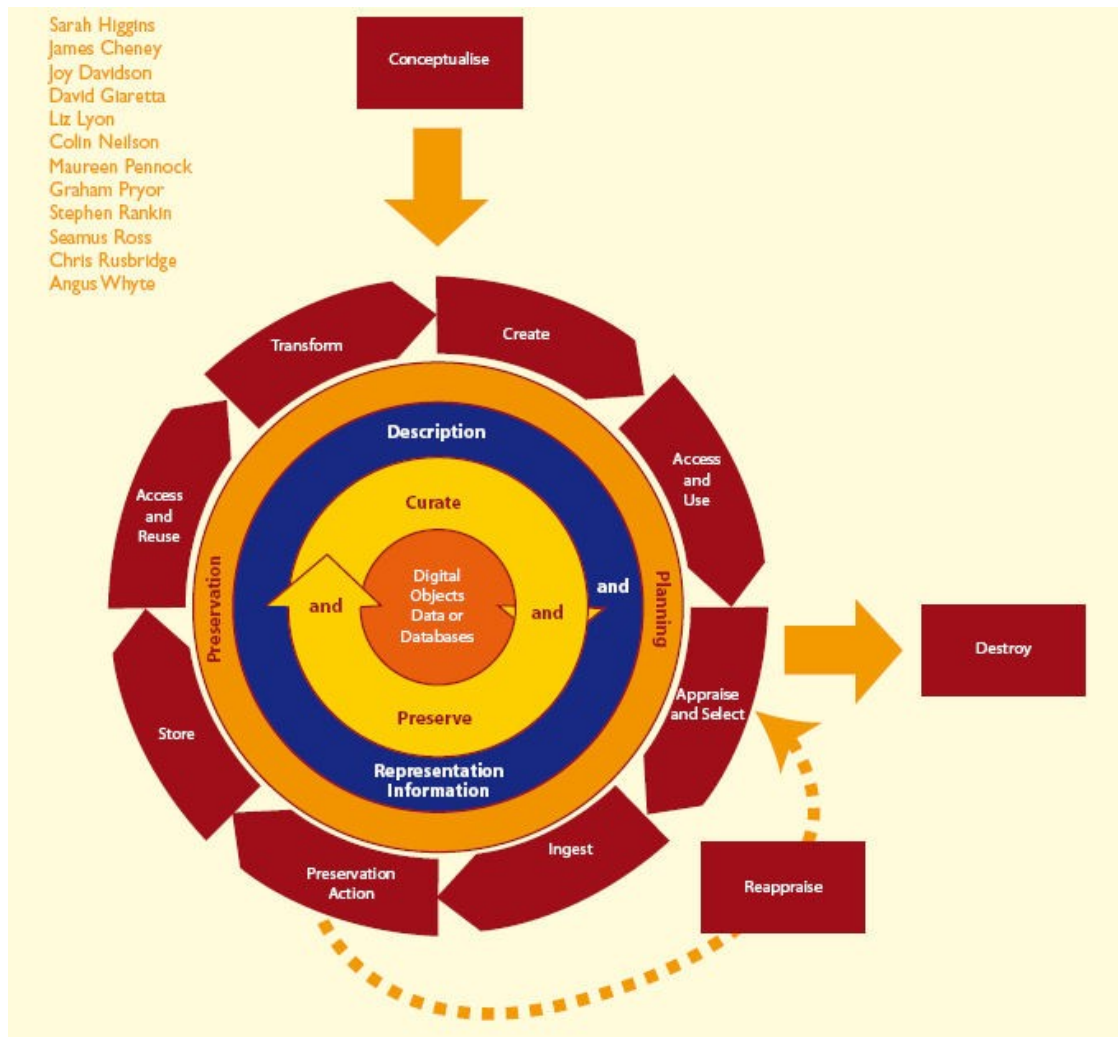 Sarah Higgins
James Cheney
Joy Davidson
David Giaretta
Liz Lyon
Colin Neilson
Maureen Pennock
Graham Pryor
Stephen Rankin
Seamus Ross
Chris Rusbridge
Angus Whyte
Conceptualise
Create
Access
and
Use
Appraise
and Select
Destroy
Reappraise
Ingest
Preservation
Action
Store
Access
and
Reuse
Transform
Preservation
Planning
Description
and
Representation
Information
Curate
and
Preserve
and
Digital
Objects
Data or
Databases